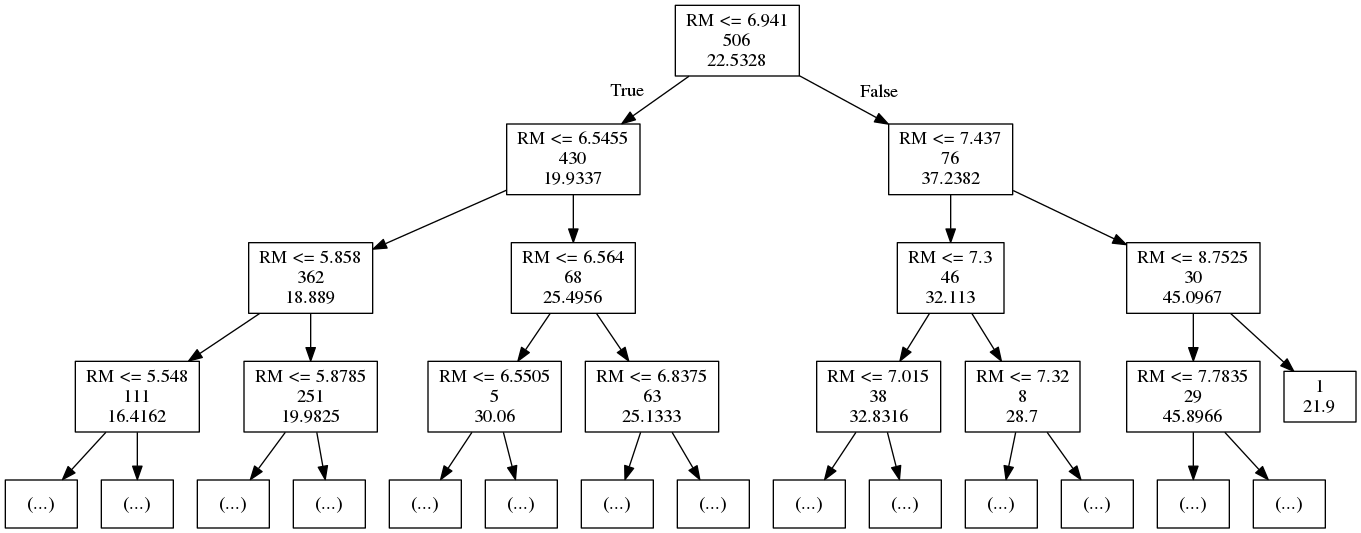 RM <= 6.941
506
22.5328
True
False
RM <= 6.5455
430
19.9337
RM <= 7.437
76
37.2382
RM <= 5.858
362
18.889
RM <= 6.564
68
25.4956
RM <= 7.3
46
32.113
RM <= 8.7525
30
45.0967
RM <= 5.548
111
16.4162
RM <= 5.8785
251
19.9825
RM <= 6.5505
5
30.06
RM <= 6.8375
63
25.1333
RM <= 7.015
38
32.8316
RM <= 7.32
8
28.7
RM <= 7.7835
29
45.8966
1
21.9
(...)
(...)
(...)
(...)
(...)
(...)
(...)
(...)
(...)
(...)
(...)
(...)
(...)
(...)